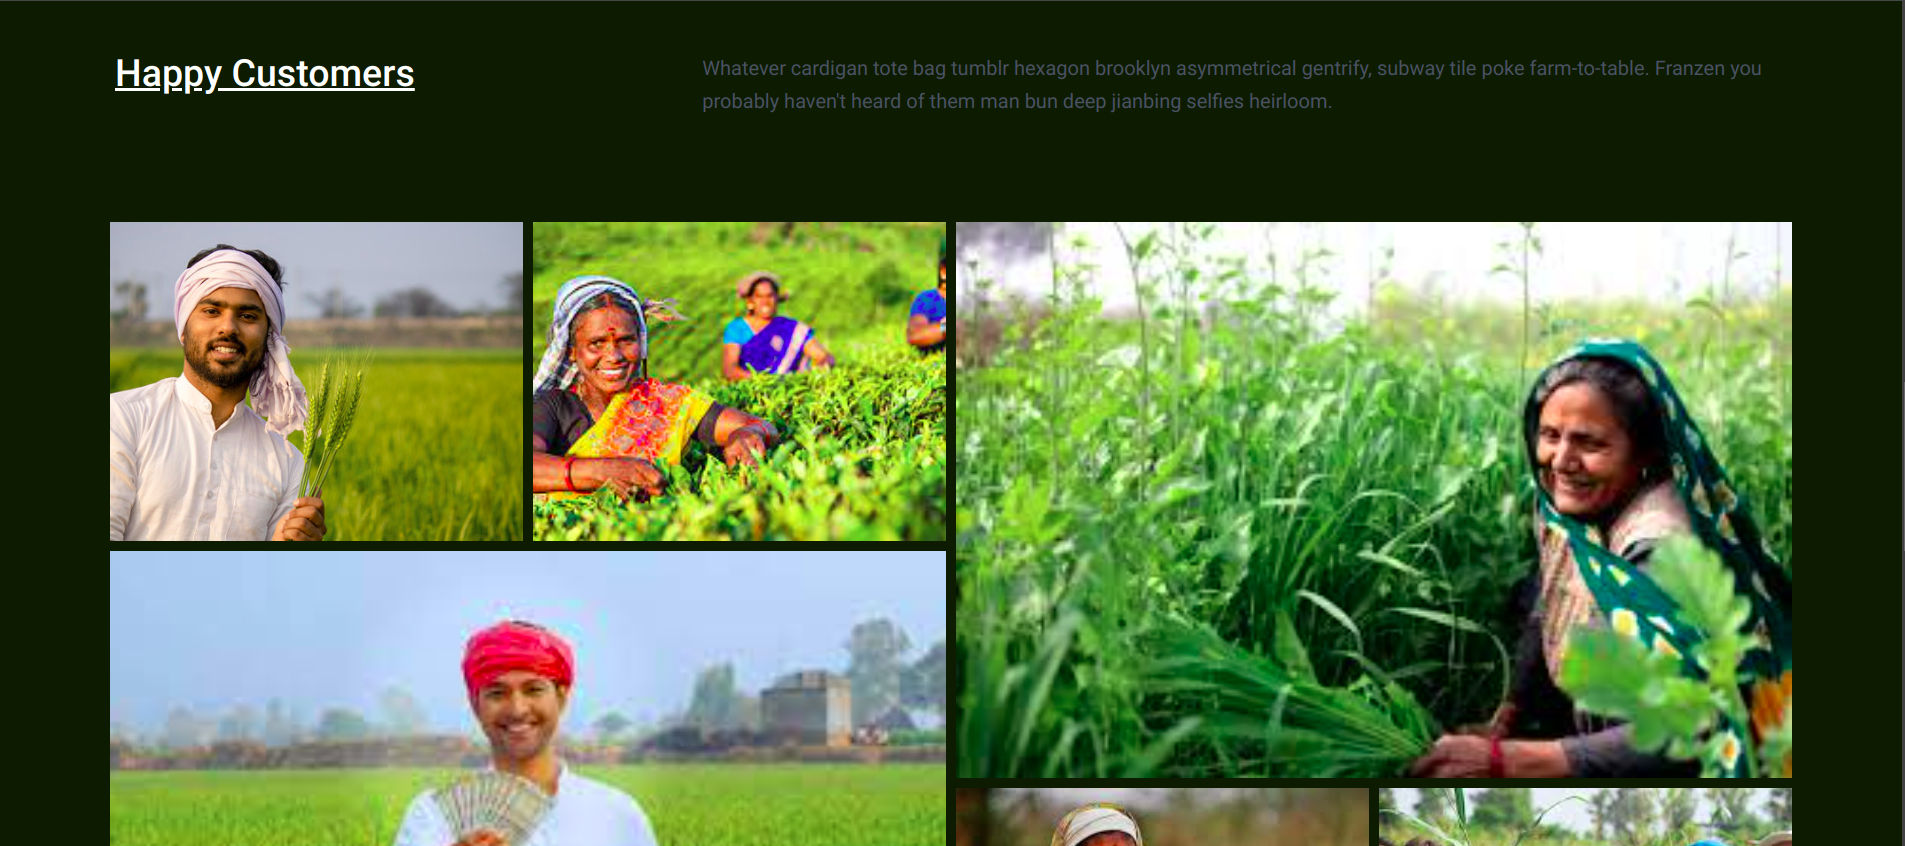 Happy Customers
Whatever cardigan tote bag tumblr hexagon brooklyn asymmetrical gentrify, subway tile poke farm-to-table. Franzen you
probably haven't heard of them man bun deep jianbing selfies heirloom.